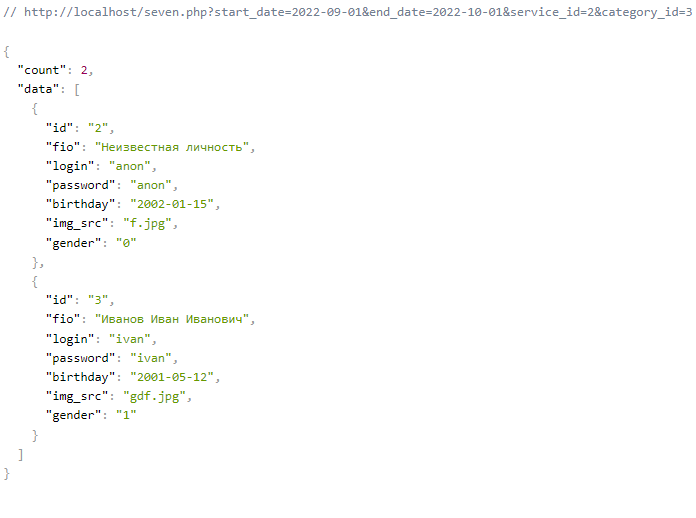 // http://localhost/seven.php?start_date=2022-09-01&end_date=2022-10-01&service_id=2&category_id=3
{
"count": 2,
"data": [
{
"id": "2",
"fio": "Неизвестная личность",
"login": "anon",
"password": "anon",
"birthday": "2002-01-15",
"img_src": "f.jpg",
"gender": "0"
},
{
"id": "3",
"fio": "Иванов Иван Иванович",
"login": "ivan",
"password": "ivan",
"birthday": "2001-05-12",
"img_src": "gdf.jpg",
"gender": "1"
}
]
}